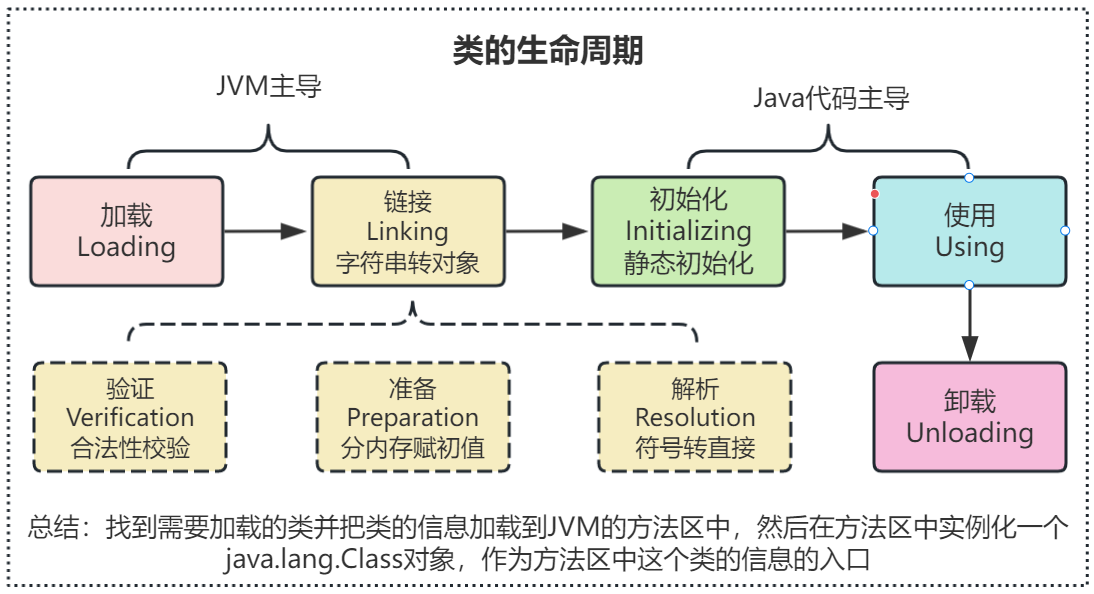 类的生命周期
JVM主导
Java代码主导
加载
Loading
链接
Linking
字符串转对象
初始化
Initializing
静态初始化
使用
Using
验证
Verification
合法性校验
准备
Preparation
分内存赋初值
解析
Resolution
符号转直接
卸载
Unloading
总结：找到需要加载的类并把类的信息加载到JVM的方法区中，然后在方法区中实例化一个
java.lang.Class对象，作为方法区中这个类的信息的入口